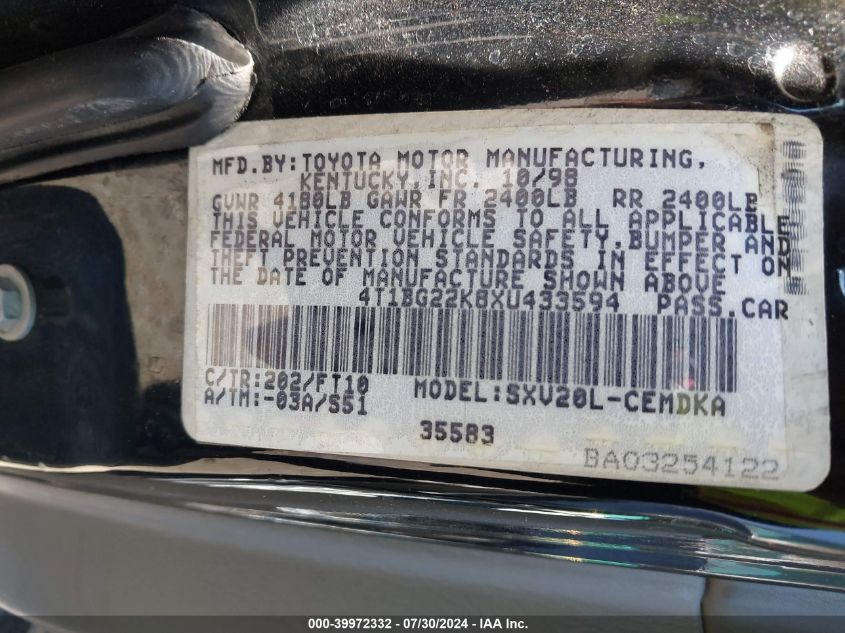 MFD.BY:TOYOTA MOTOR MANUFACTURING,
KENTUCKY,INC. 10/98
GVWR 4180LB GAWR FR 2400LB RR 2400LB
THIS VEHICLE CONFORMS TO ALL APPLICABLE
FEDERAL MOTOR VEHICLE SAFETY,BUMPER AND
THEFT PREVENTION STANDARDS IN EFFECT ON
THE DATE OF MANUFACTURE SHOWN ABOVE
4T1BG22K8XU433594 PASS.CAR
C/TR:202/FT10 MODEL:SXV20L-CEMDKA
A/TM:-03A/S51
35583
BA03254122
000-39972332 / 07/30/2024 - IAA Inc.